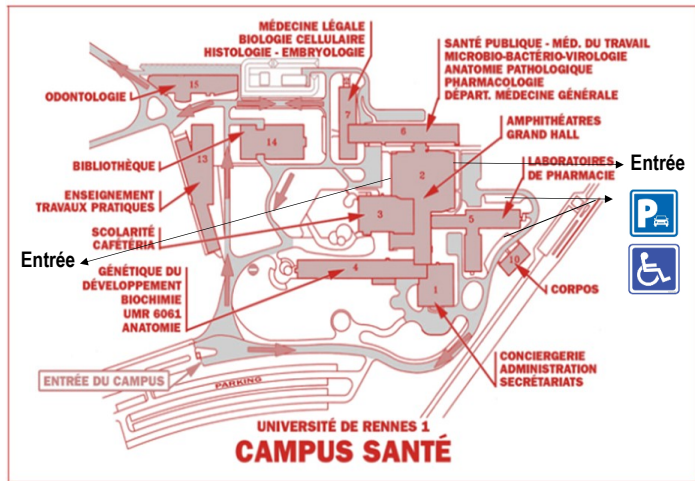 MÉDECINE LÉGALE
BIOLOGIE CELLULAIRE
HISTOLOGIE - EMBRYOLOGIE
SANTÉ PUBLIQUE - MÉD. DU TRAVAIL
MICROBIO-BACTÉRIO-VIROLOGIE
ANATOMIE PATHOLOGIQUE
PHARMACOLOGIE
DÉPART. MÉDECINE GÉNÉRALE
15
ODONTOLOGIE
7
6
AMPHITHÉATRES
GRAND HALL
14
13
BIBLIOTHÈQUE
2
Entrée
LABORATOIRES
DE PHARMACIE
ENSEIGNEMENT
TRAVAUX PRATIQUES
P
SCOLARITÉ
CAFÉTÉRIA
3
5
Entrée
GÉNÉTIQUE DU
DÉVELOPPEMENT
BIOCHIMIE
UMR 6061
ANATOMIE
4
10
1
CORPOS
CONCIERGERIE
ADMINISTRATION
SECRÉTARIATS
ENTRÉE DU CAMPUS
PARKING
UNIVERSITÉ DE RENNES 1
CAMPUS SANTÉ